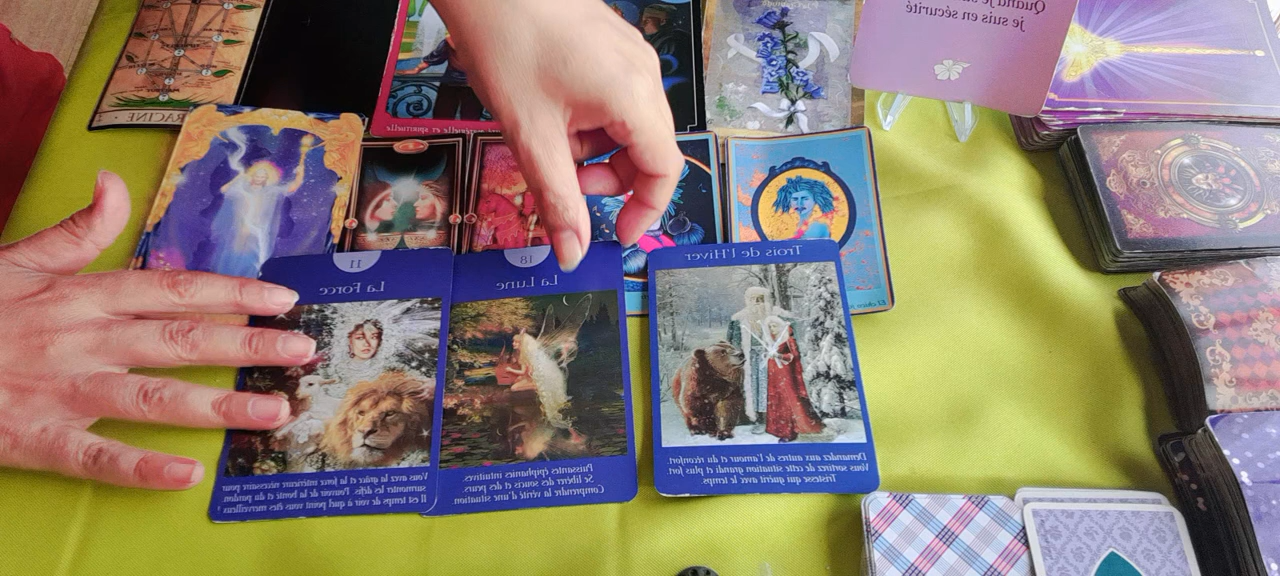 RACINE
Quand je su
je suis en sécurité
11
La Force
Vous avez la grâce et la force intérieure nécessaires pour
surmonter les défis. Pouvoir de la bonté et du pardon
Il est temps de voir à quel point vous êtes merveilleux !
18
La Lune
Puissantes épiphanies intuitives.
Se libérer des soucis et des peurs.
Comprendre la vérité d'une situation.
Trois de l'Hiver
Demandez aux autres de l'amour et du réconfort.
Vous sortirez de cette situation grandi et plus fort.
Tristesse qui guérit avec le temps.